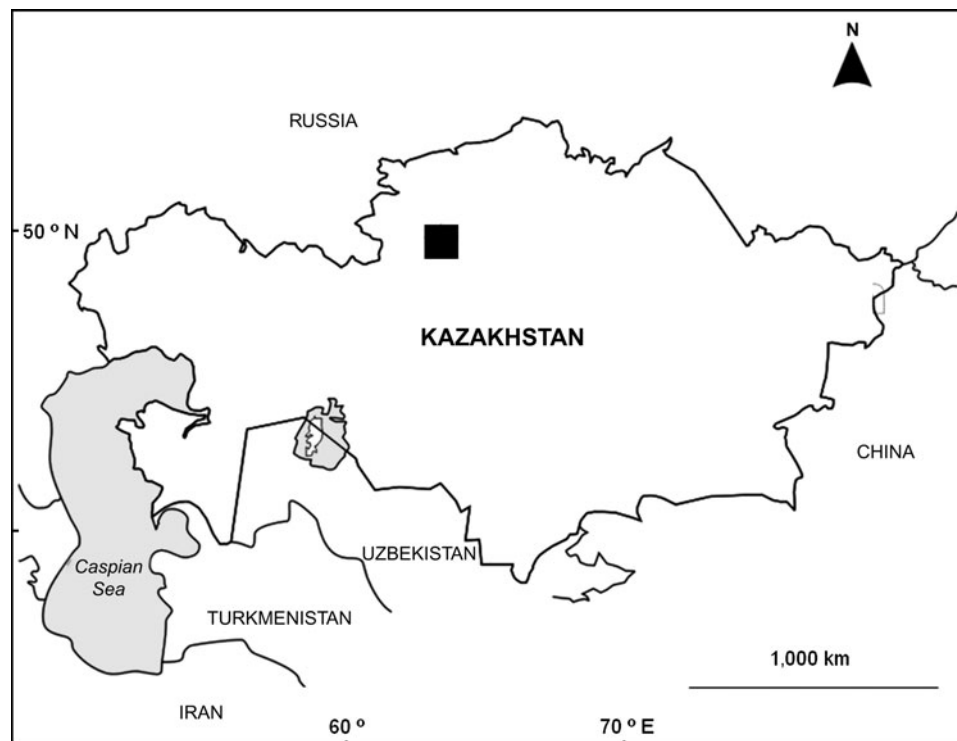 N
RUSSIA
50 º N
KAZAKHSTAN
CHINA
UZBEKISTAN
Caspian
Sea
TURKMENISTAN
1,000 km
IRAN
60 º
70 º E